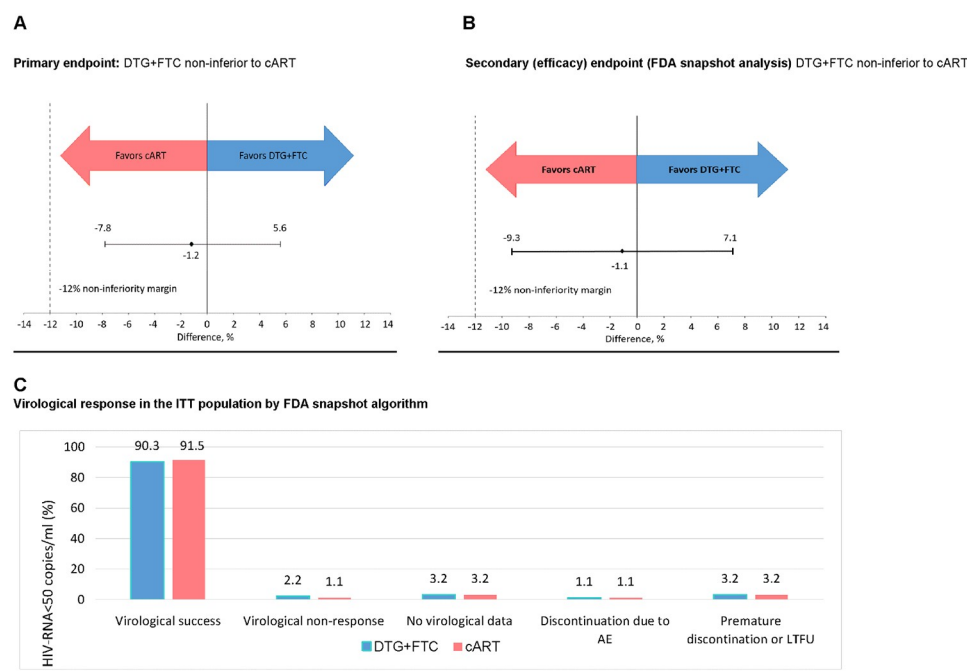 A
Primary endpoint: DTG+FTC non-inferior to cART
Favors cART
Favors DTG+FTC
-7.8
5.6
-1.2
-12% non-inferiority margin
-14 -12 -10 -8 -6 -4 -2 0 2 4 6 8 10 12 14
Difference, %
B
Secondary (efficacy) endpoint (FDA snapshot analysis) DTG+FTC non-inferior to cART
Favors cART
Favors DTG+FTC
-9.3
7.1
-1.1
-12% non-inferiority margin
-14 -12 -10 -8 -6 -4 -2 0 2 4 6 8 10 12 14
Difference, %
C
Virological response in the ITT population by FDA snapshot algorithm
HIV-RNA<50 copies/ml (%)
100
80
60
40
20
0
90.3 91.5
2.2 1.1
3.2 3.2
1.1 1.1
3.2 3.2
Virological success
Virological non-response
No virological data
Discontinuation due to
AE
Premature
discontination or LTFU
DTG+FTC cART